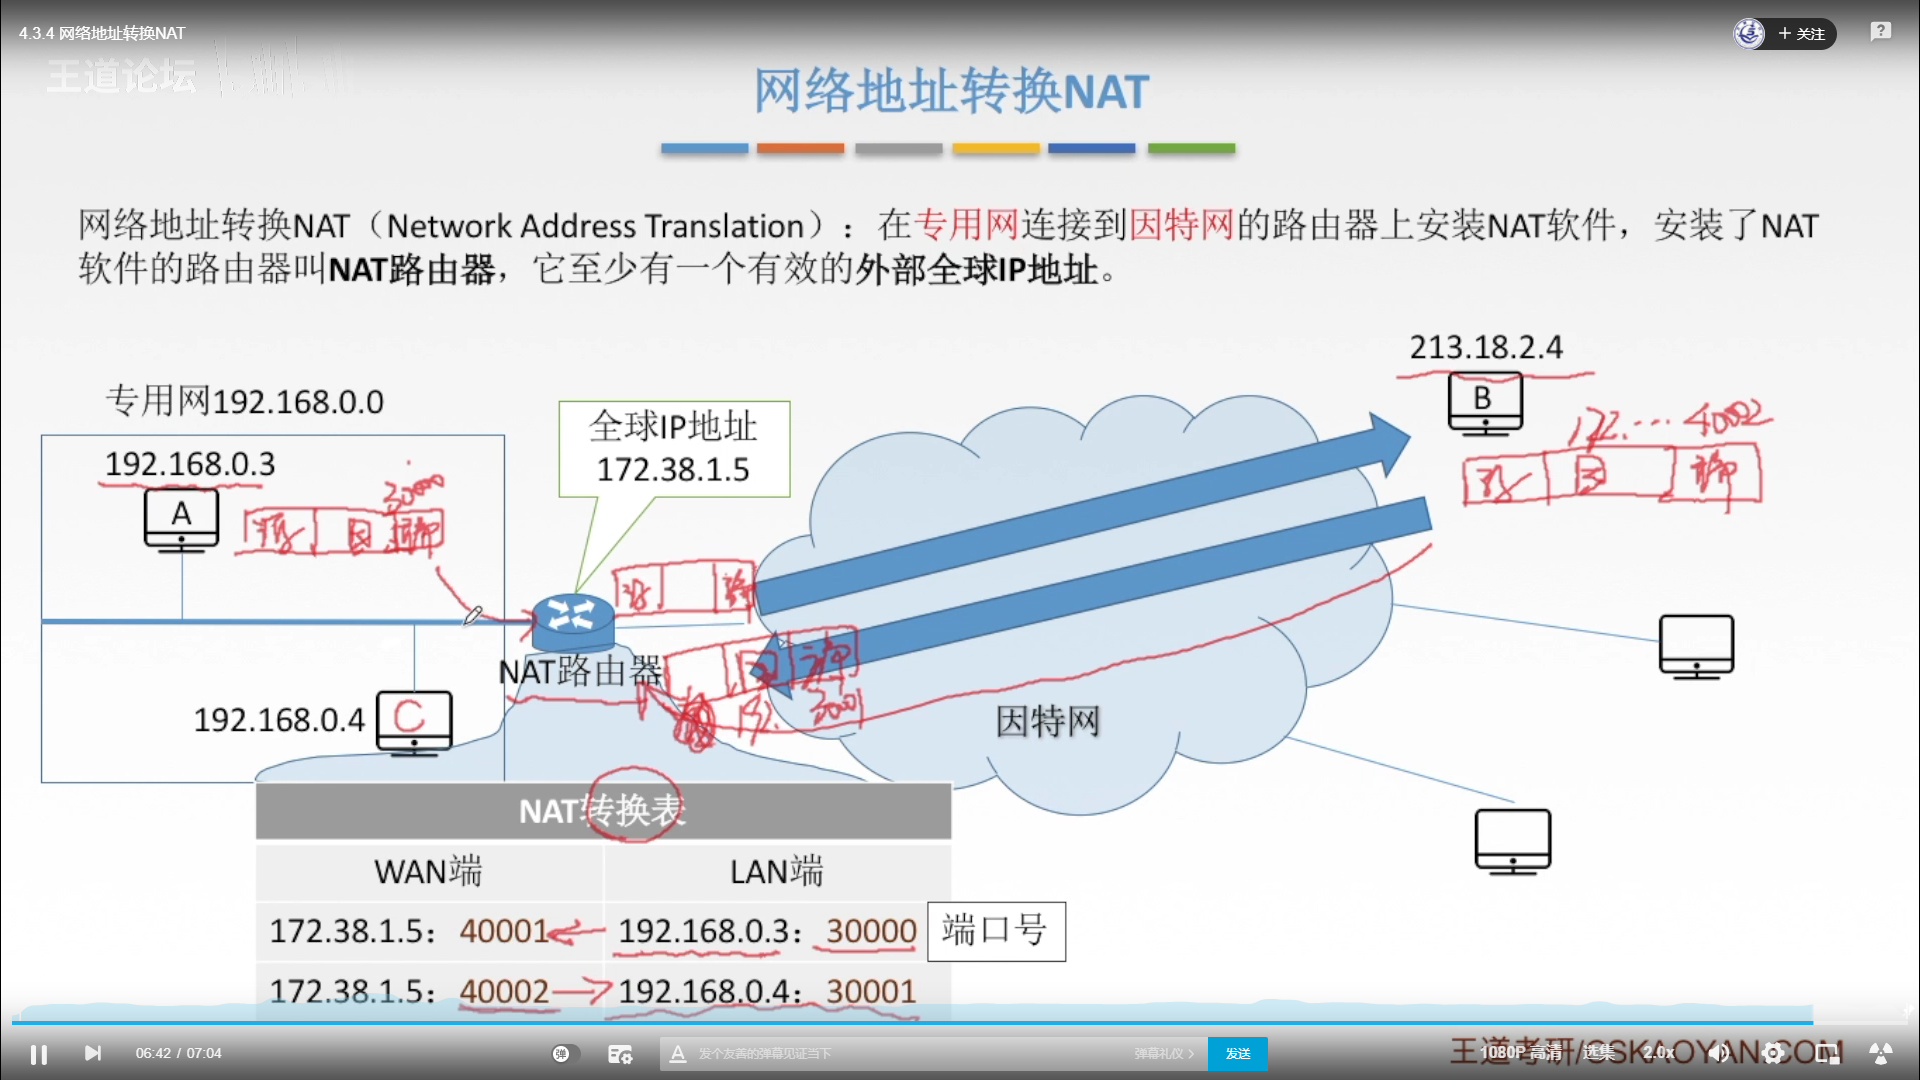 4.3.4 网络地址转换NAT
+ 关注
王道论坛
网络地址转换NAT
网络地址转换NAT（Network Address Translation）：在专用网连接到因特网的路由器上安装NAT软件，安装了NAT
软件的路由器叫NAT路由器，它至少有一个有效的外部全球IP地址。
213.18.2.4
B
172.... 40002
专用网192.168.0.0
全球IP地址
172.38.1.5
192.168.0.3
A
30000
源 目 端
NAT路由器
192. 30001
192.168.0.4
C
因特网
NAT转换表
WAN端 LAN端
172.38.1.5：40001 192.168.0.3：30000 端口号
172.38.1.5：40002 192.168.0.4：30001
06:42 / 07:04
弹
A 发个友善的弹幕见证当下 弹幕礼仪 > 发送
王道考研/CSKAOYAN.COM
1080P 高清 选集 2.0x